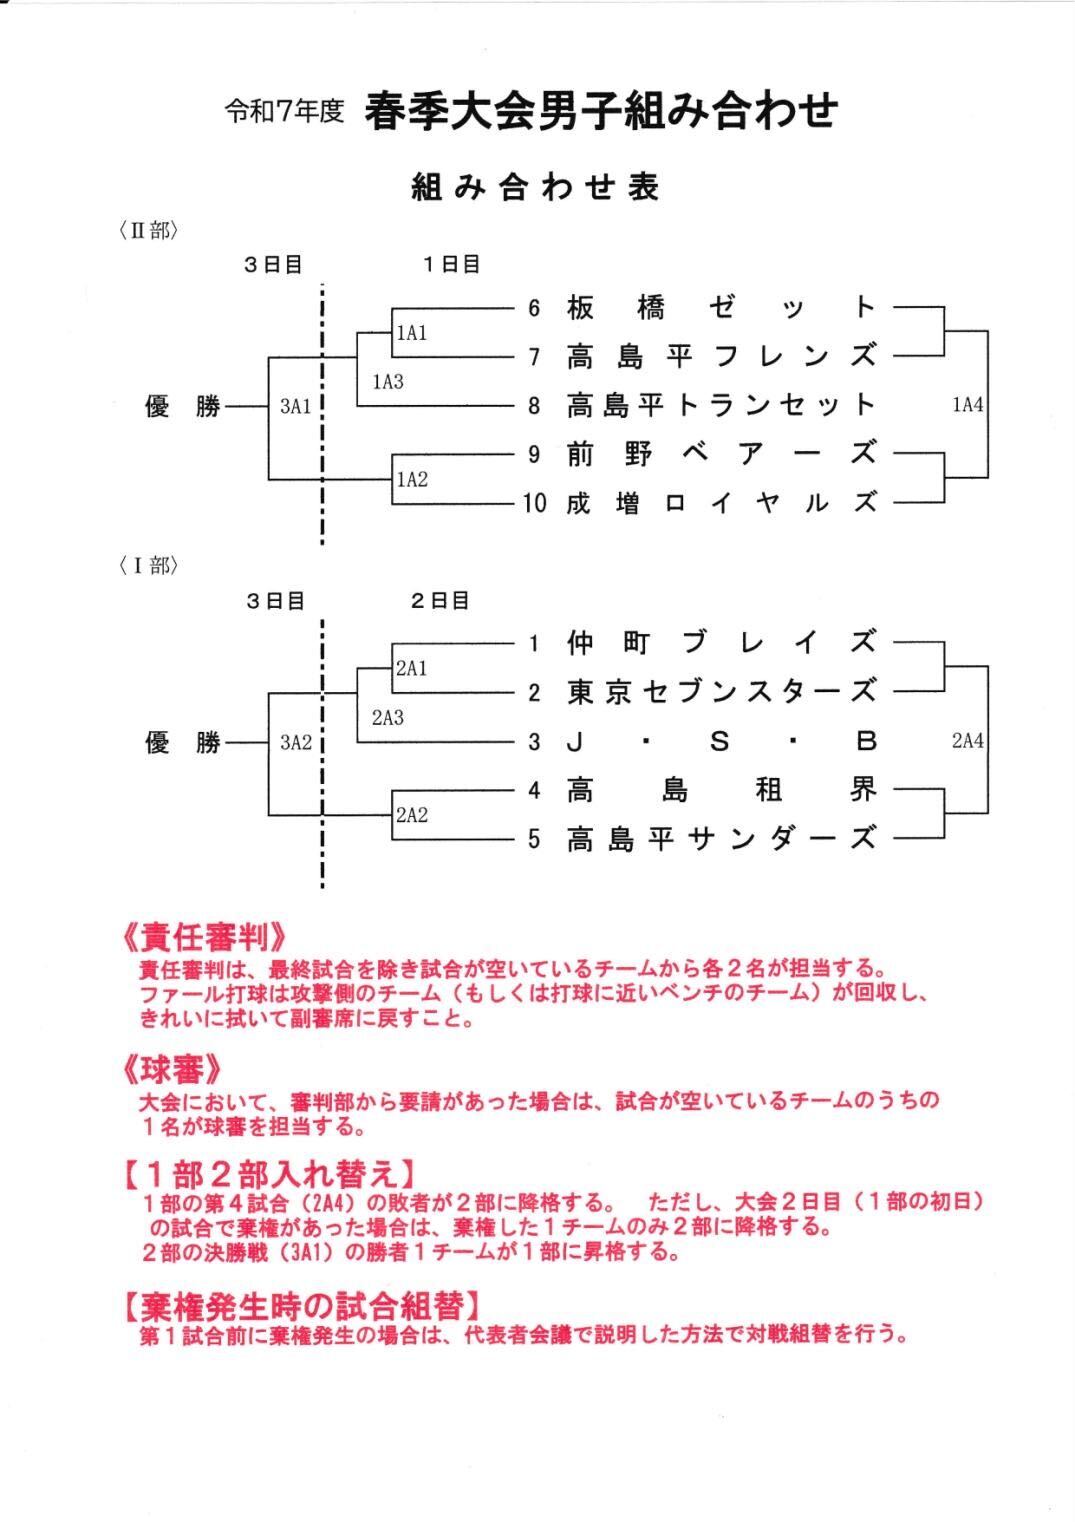 令和7年度 春季大会男子組み合わせ
組み合わせ表
〈Ⅱ部〉
3日目 1日目
6 板橋ゼット
1A1
7 高島平フレンズ
1A3
優勝 3A1 8 高島平トランセット 1A4
9 前野ベアーズ
1A2
10 成増ロイヤルズ
〈Ⅰ部〉
3日目 2日目
1 仲町ブレイズ
2A1
2 東京セブンスターズ
2A3
優勝 3A2 3 J・S・B 2A4
4 高島租界
2A2
5 高島平サンダーズ
《責任審判》
責任審判は、最終試合を除き試合が空いているチームから各2名が担当する。
ファール打球は攻撃側のチーム（もしくは打球に近いベンチのチーム）が回収し、
きれいに拭いて副審席に戻すこと。
《球審》
大会において、審判部から要請があった場合は、試合が空いているチームのうちの
1名が球審を担当する。
【1部2部入れ替え】
1部の第4試合（2A4）の敗者が2部に降格する。 ただし、大会2日目（1部の初日）
の試合で棄権があった場合は、棄権した1チームのみ2部に降格する。
2部の決勝戦（3A1）の勝者1チームが1部に昇格する。
【棄権発生時の試合組替】
第1試合前に棄権発生の場合は、代表者会議で説明した方法で対戦組替を行う。